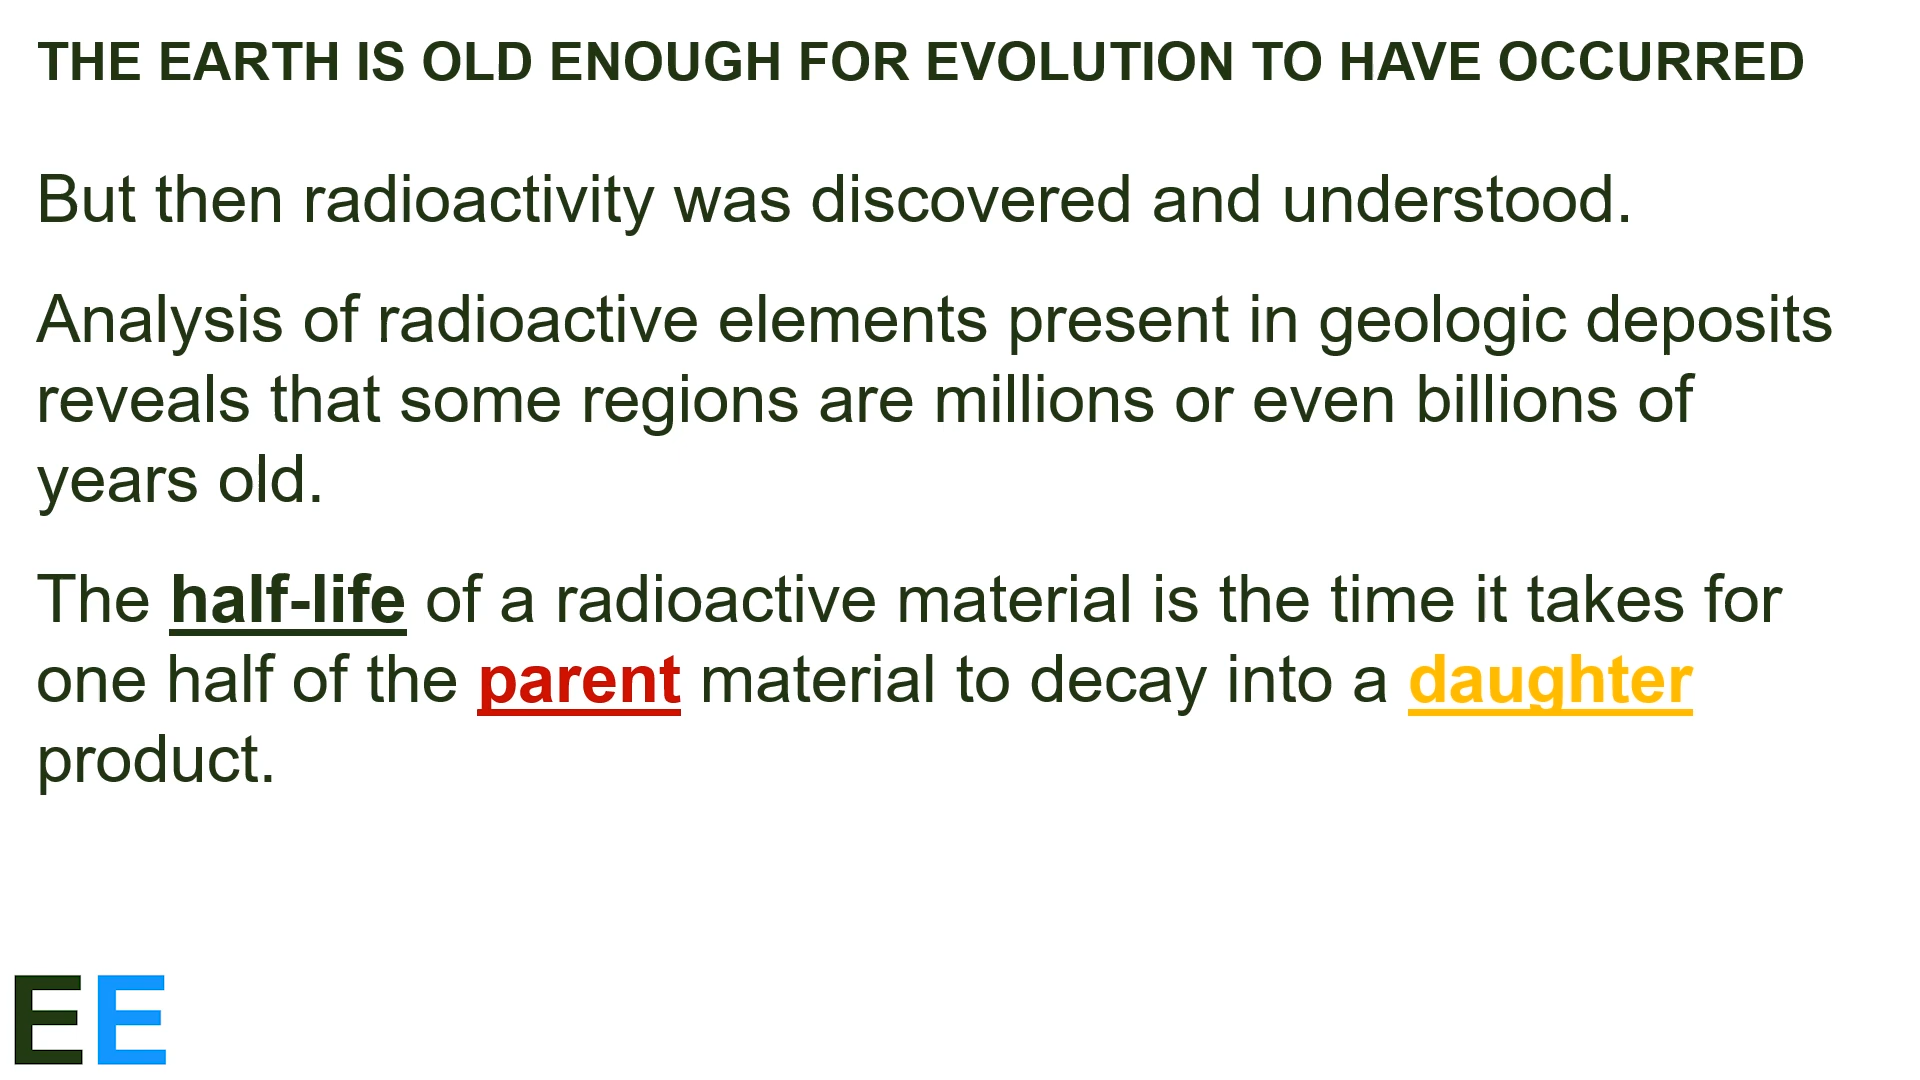 THE EARTH IS OLD ENOUGH FOR EVOLUTION TO HAVE OCCURRED
But then radioactivity was discovered and understood.
Analysis of radioactive elements present in geologic deposits
reveals that some regions are millions or even billions of
years old.
The half-life of a radioactive material is the time it takes for
one half of the parent material to decay into a daughter
product.
EE